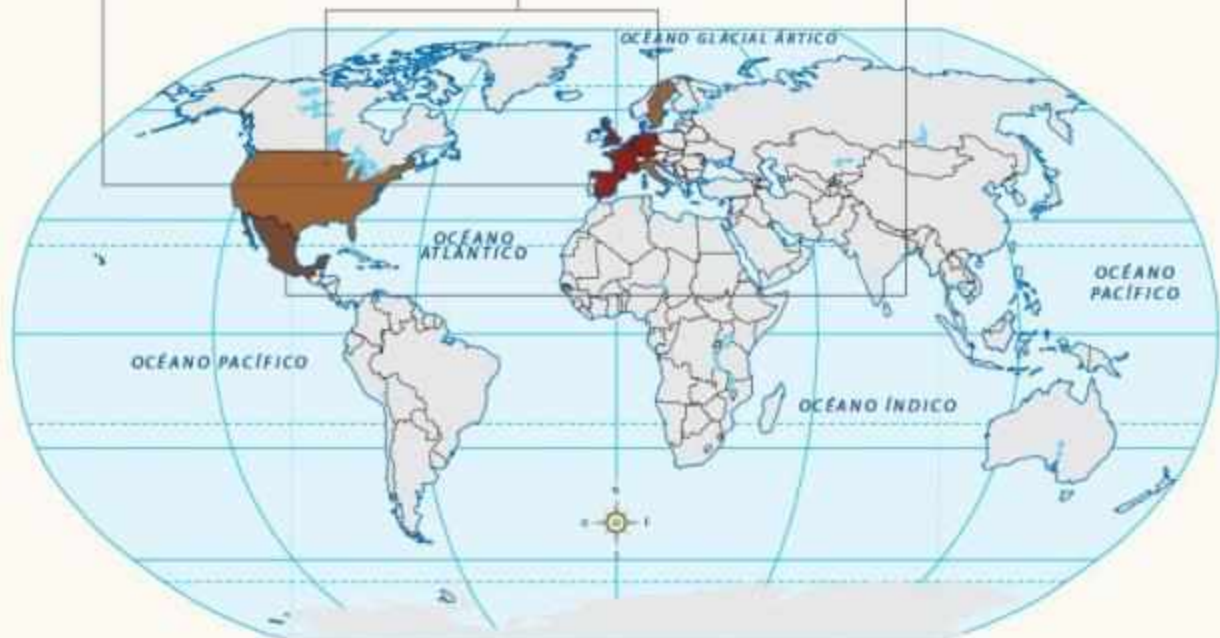 OCÉANO GLACIAL ÁRTICO
OCÉANO
ATLÁNTICO
OCÉANO
PACÍFICO
OCÉANO PACÍFICO
OCÉANO ÍNDICO